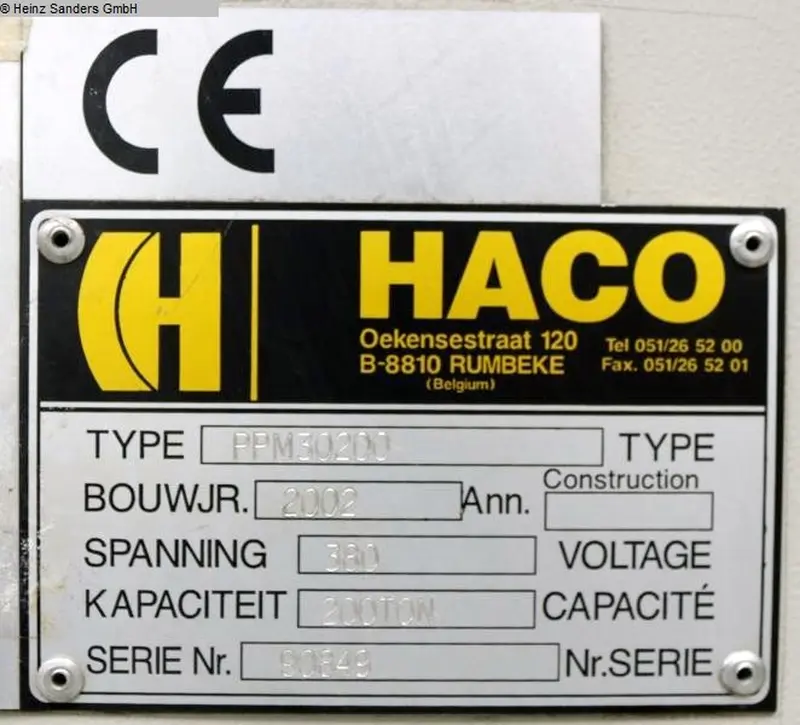 © Heinz Sanders GmbH
CE
H
HACO
Oekensestraat 120 Tel 051/26 52 00
B-8810 RUMBEKE Fax. 051/26 52 01
(Belgium)
TYPE PPM30200 TYPE
BOUWJR. 2002 Ann. Construction
SPANNING 380 VOLTAGE
KAPACITEIT 200TON CAPACITÉ
SERIE Nr. 90849 Nr.SERIE